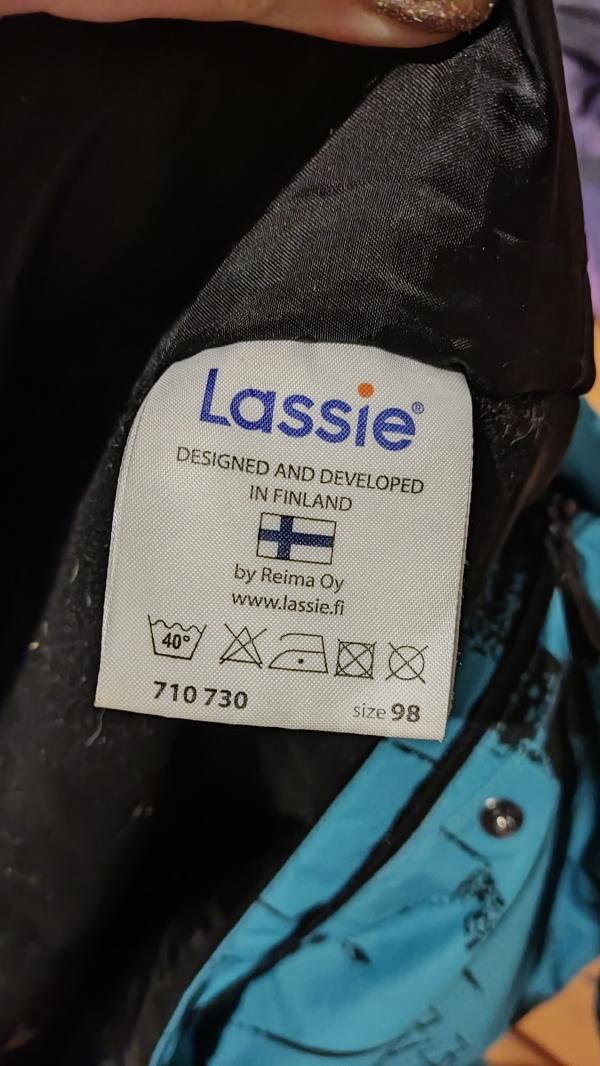 Lassie®
DESIGNED AND DEVELOPED
IN FINLAND
by Reima Oy
www.lassie.fi
40°
710 730
size 98